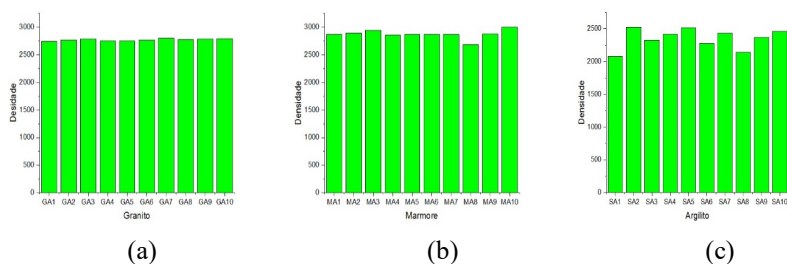 3000
2500
2000
1500
1000
500
0
Desidade
GA1 GA2 GA3 GA4 GA5 GA6 GA7 GA8 GA9 GA10
Granito
(a)
3000
2500
2000
1500
1000
500
0
Densidade
MA1 MA2 MA3 MA4 MA5 MA6 MA7 MA8 MA9 MA10
Marmore
(b)
2500
2000
1500
1000
500
0
Densidade
SA1 SA2 SA3 SA4 SA5 SA6 SA7 SA8 SA9 SA10
Argilito
(c)